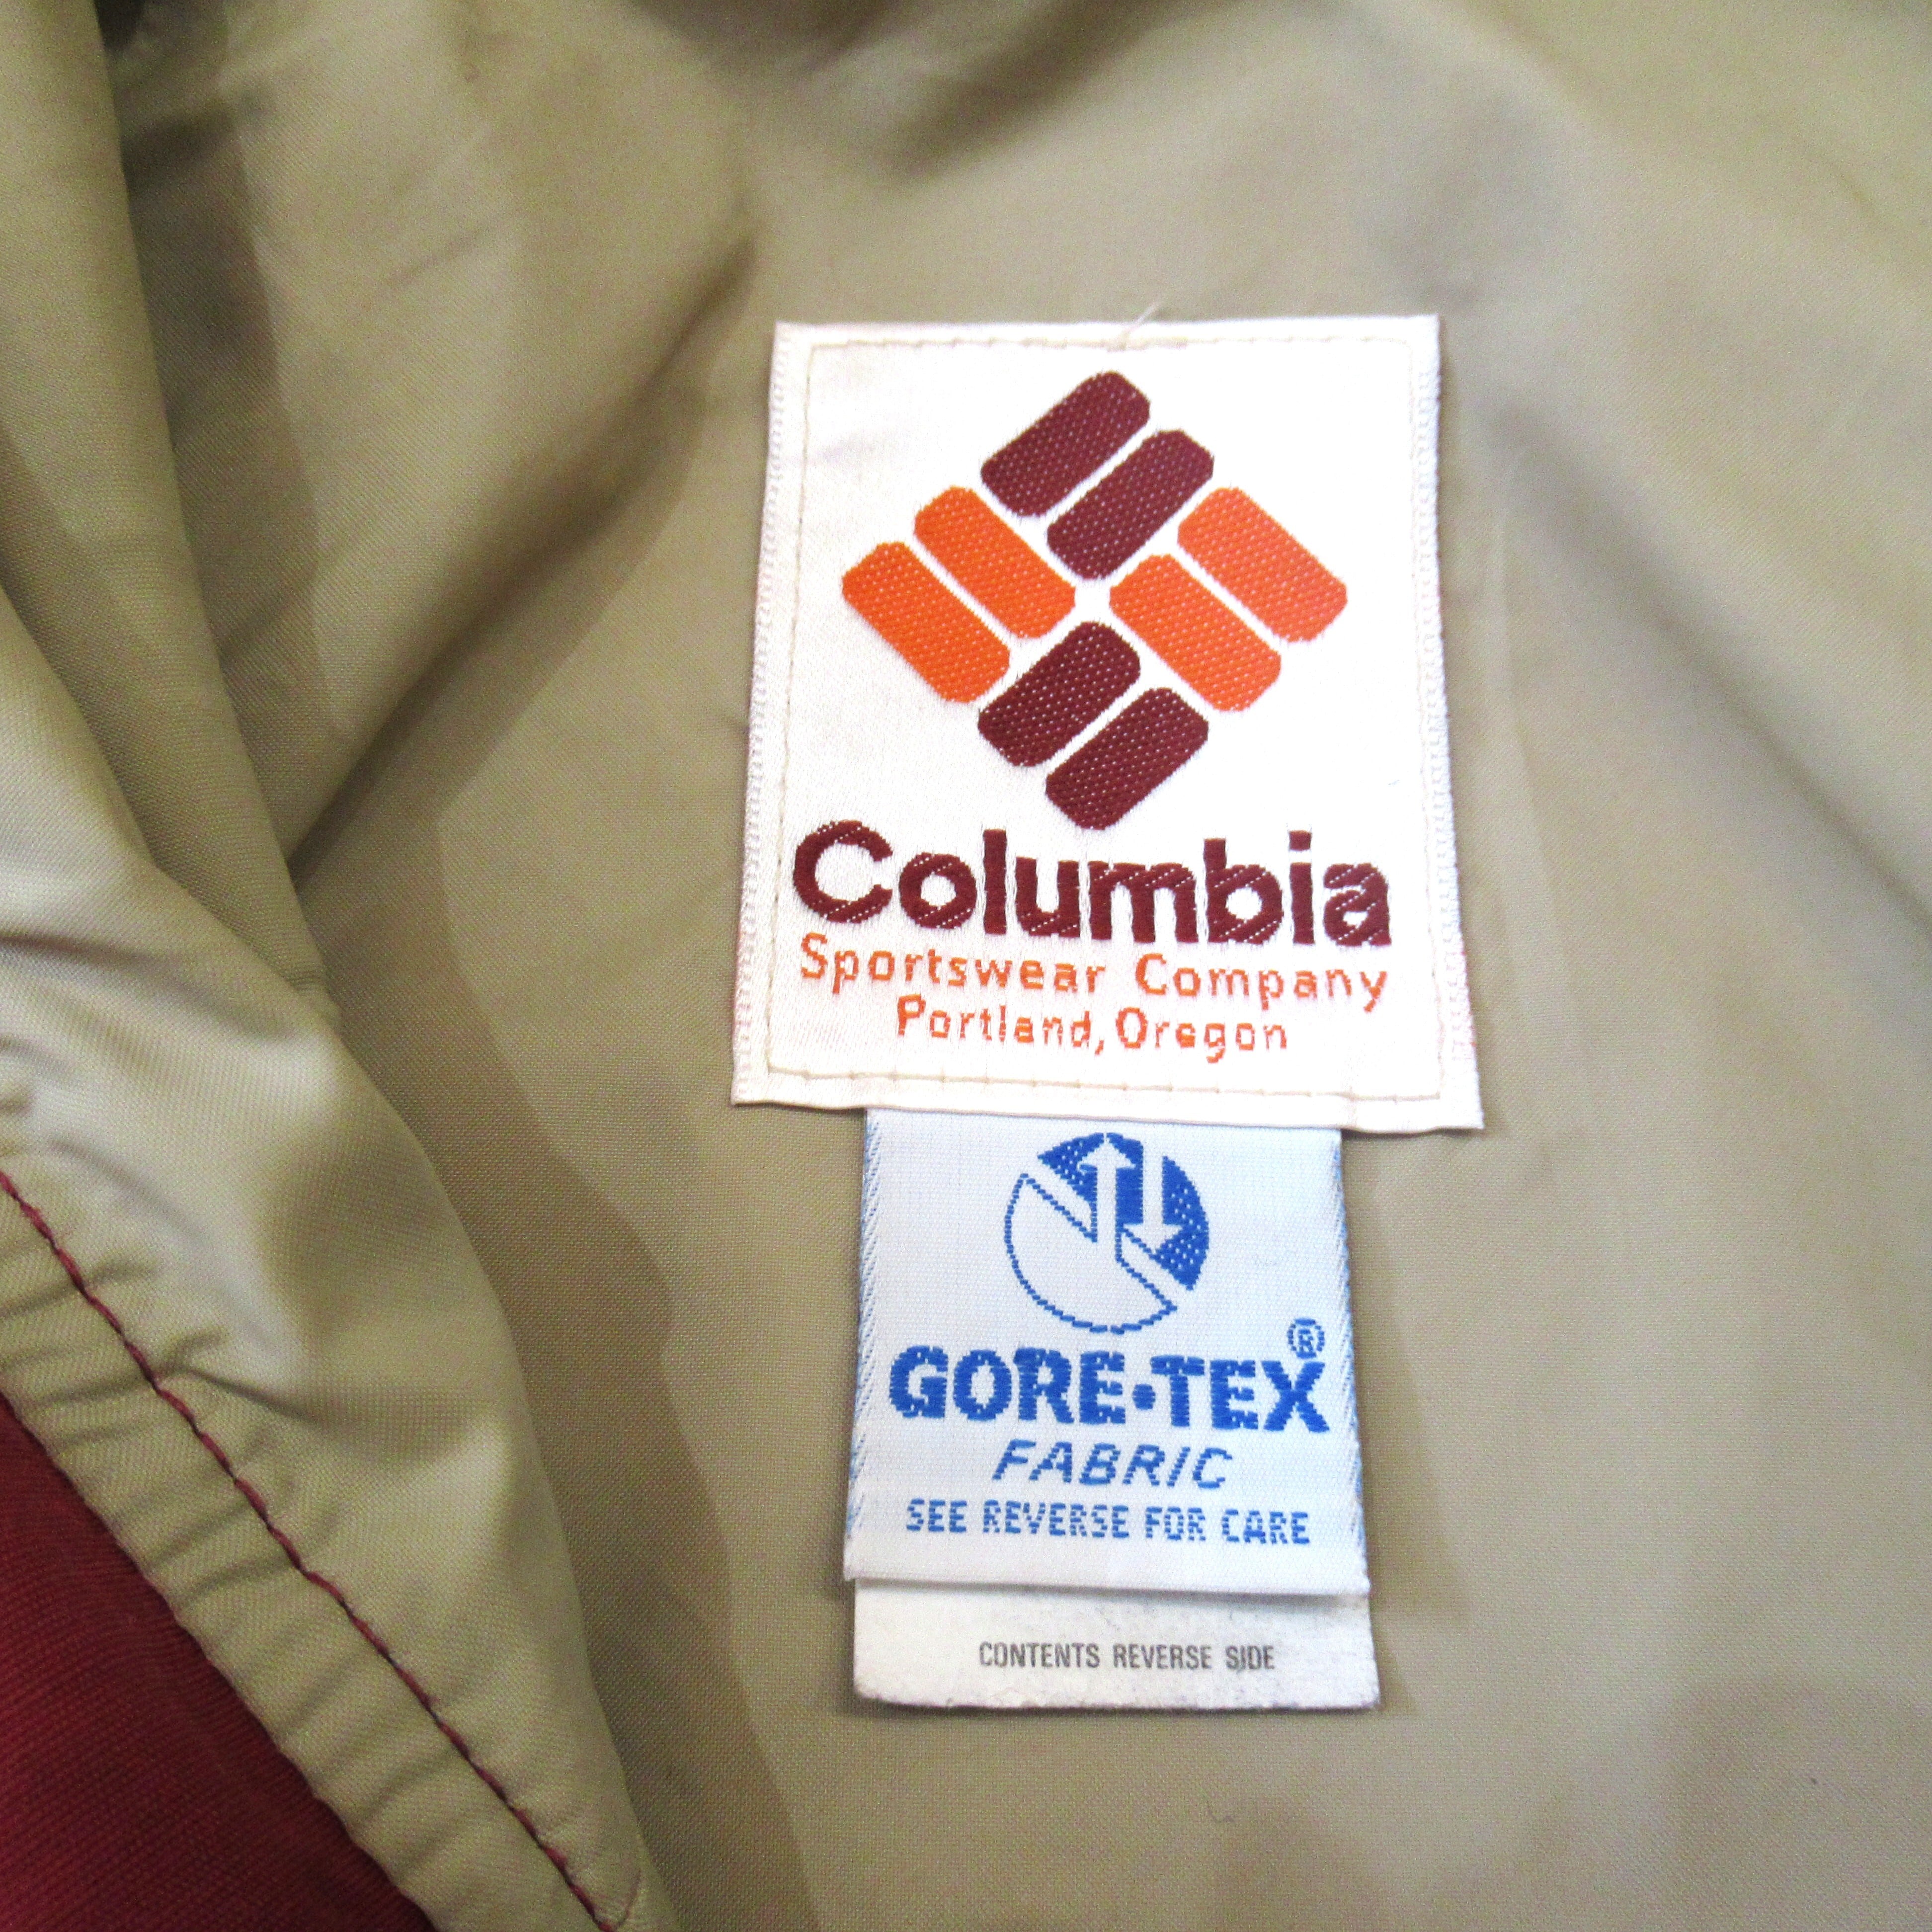 Columbia
Sportswear Company
Portland, Oregon
GORE·TEX®
FABRIC
SEE REVERSE FOR CARE
CONTENTS REVERSE SIDE